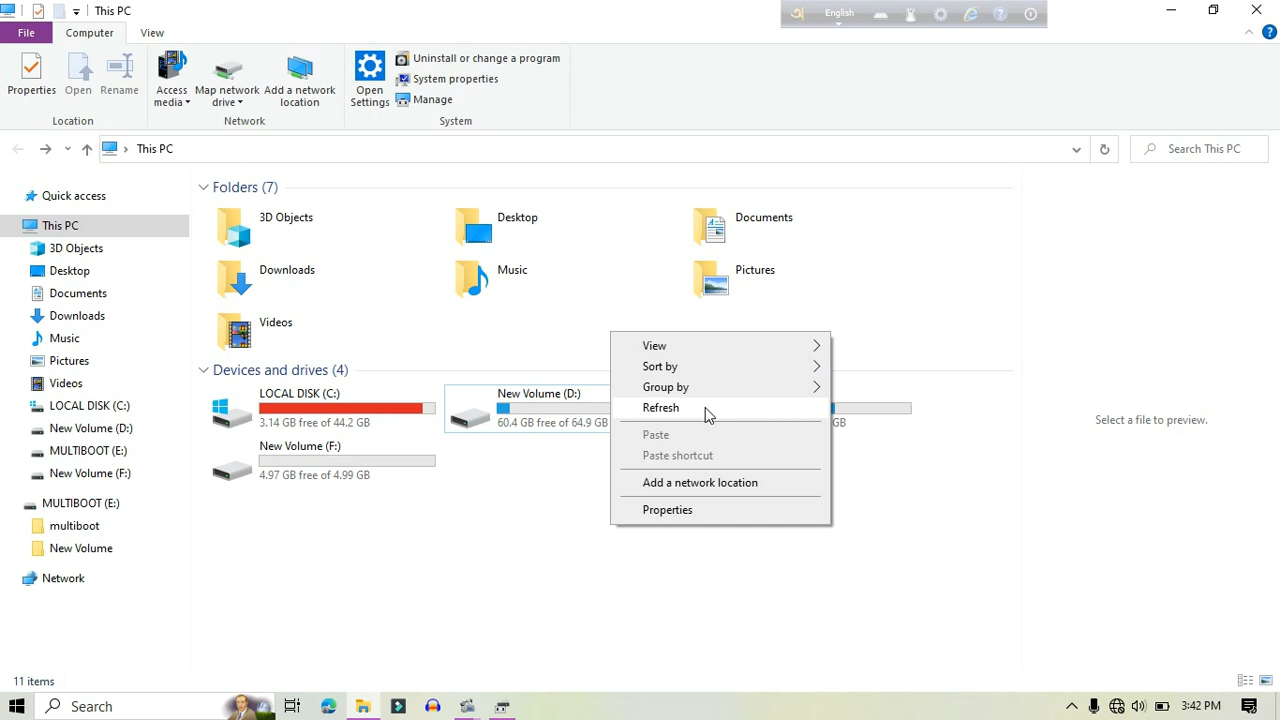 This PC
English
File
Computer
View
Properties
Open
Rename
Access media
Map network drive
Add a network location
Open Settings
Uninstall or change a program
System properties
Manage
Location
Network
System
This PC
Search This PC
Quick access
This PC
3D Objects
Desktop
Documents
Downloads
Music
Pictures
Videos
LOCAL DISK (C:)
New Volume (D:)
MULTIBOOT (E:)
New Volume (F:)
MULTIBOOT (E:)
multiboot
New Volume
Network
Folders (7)
3D Objects
Desktop
Documents
Downloads
Music
Pictures
Videos
Devices and drives (4)
LOCAL DISK (C:)
3.14 GB free of 44.2 GB
New Volume (D:)
60.4 GB free of 64.9 GB
GB
New Volume (F:)
4.97 GB free of 4.99 GB
View
Sort by
Group by
Refresh
Paste
Paste shortcut
Add a network location
Properties
Select a file to preview.
11 items
Search
3:42 PM